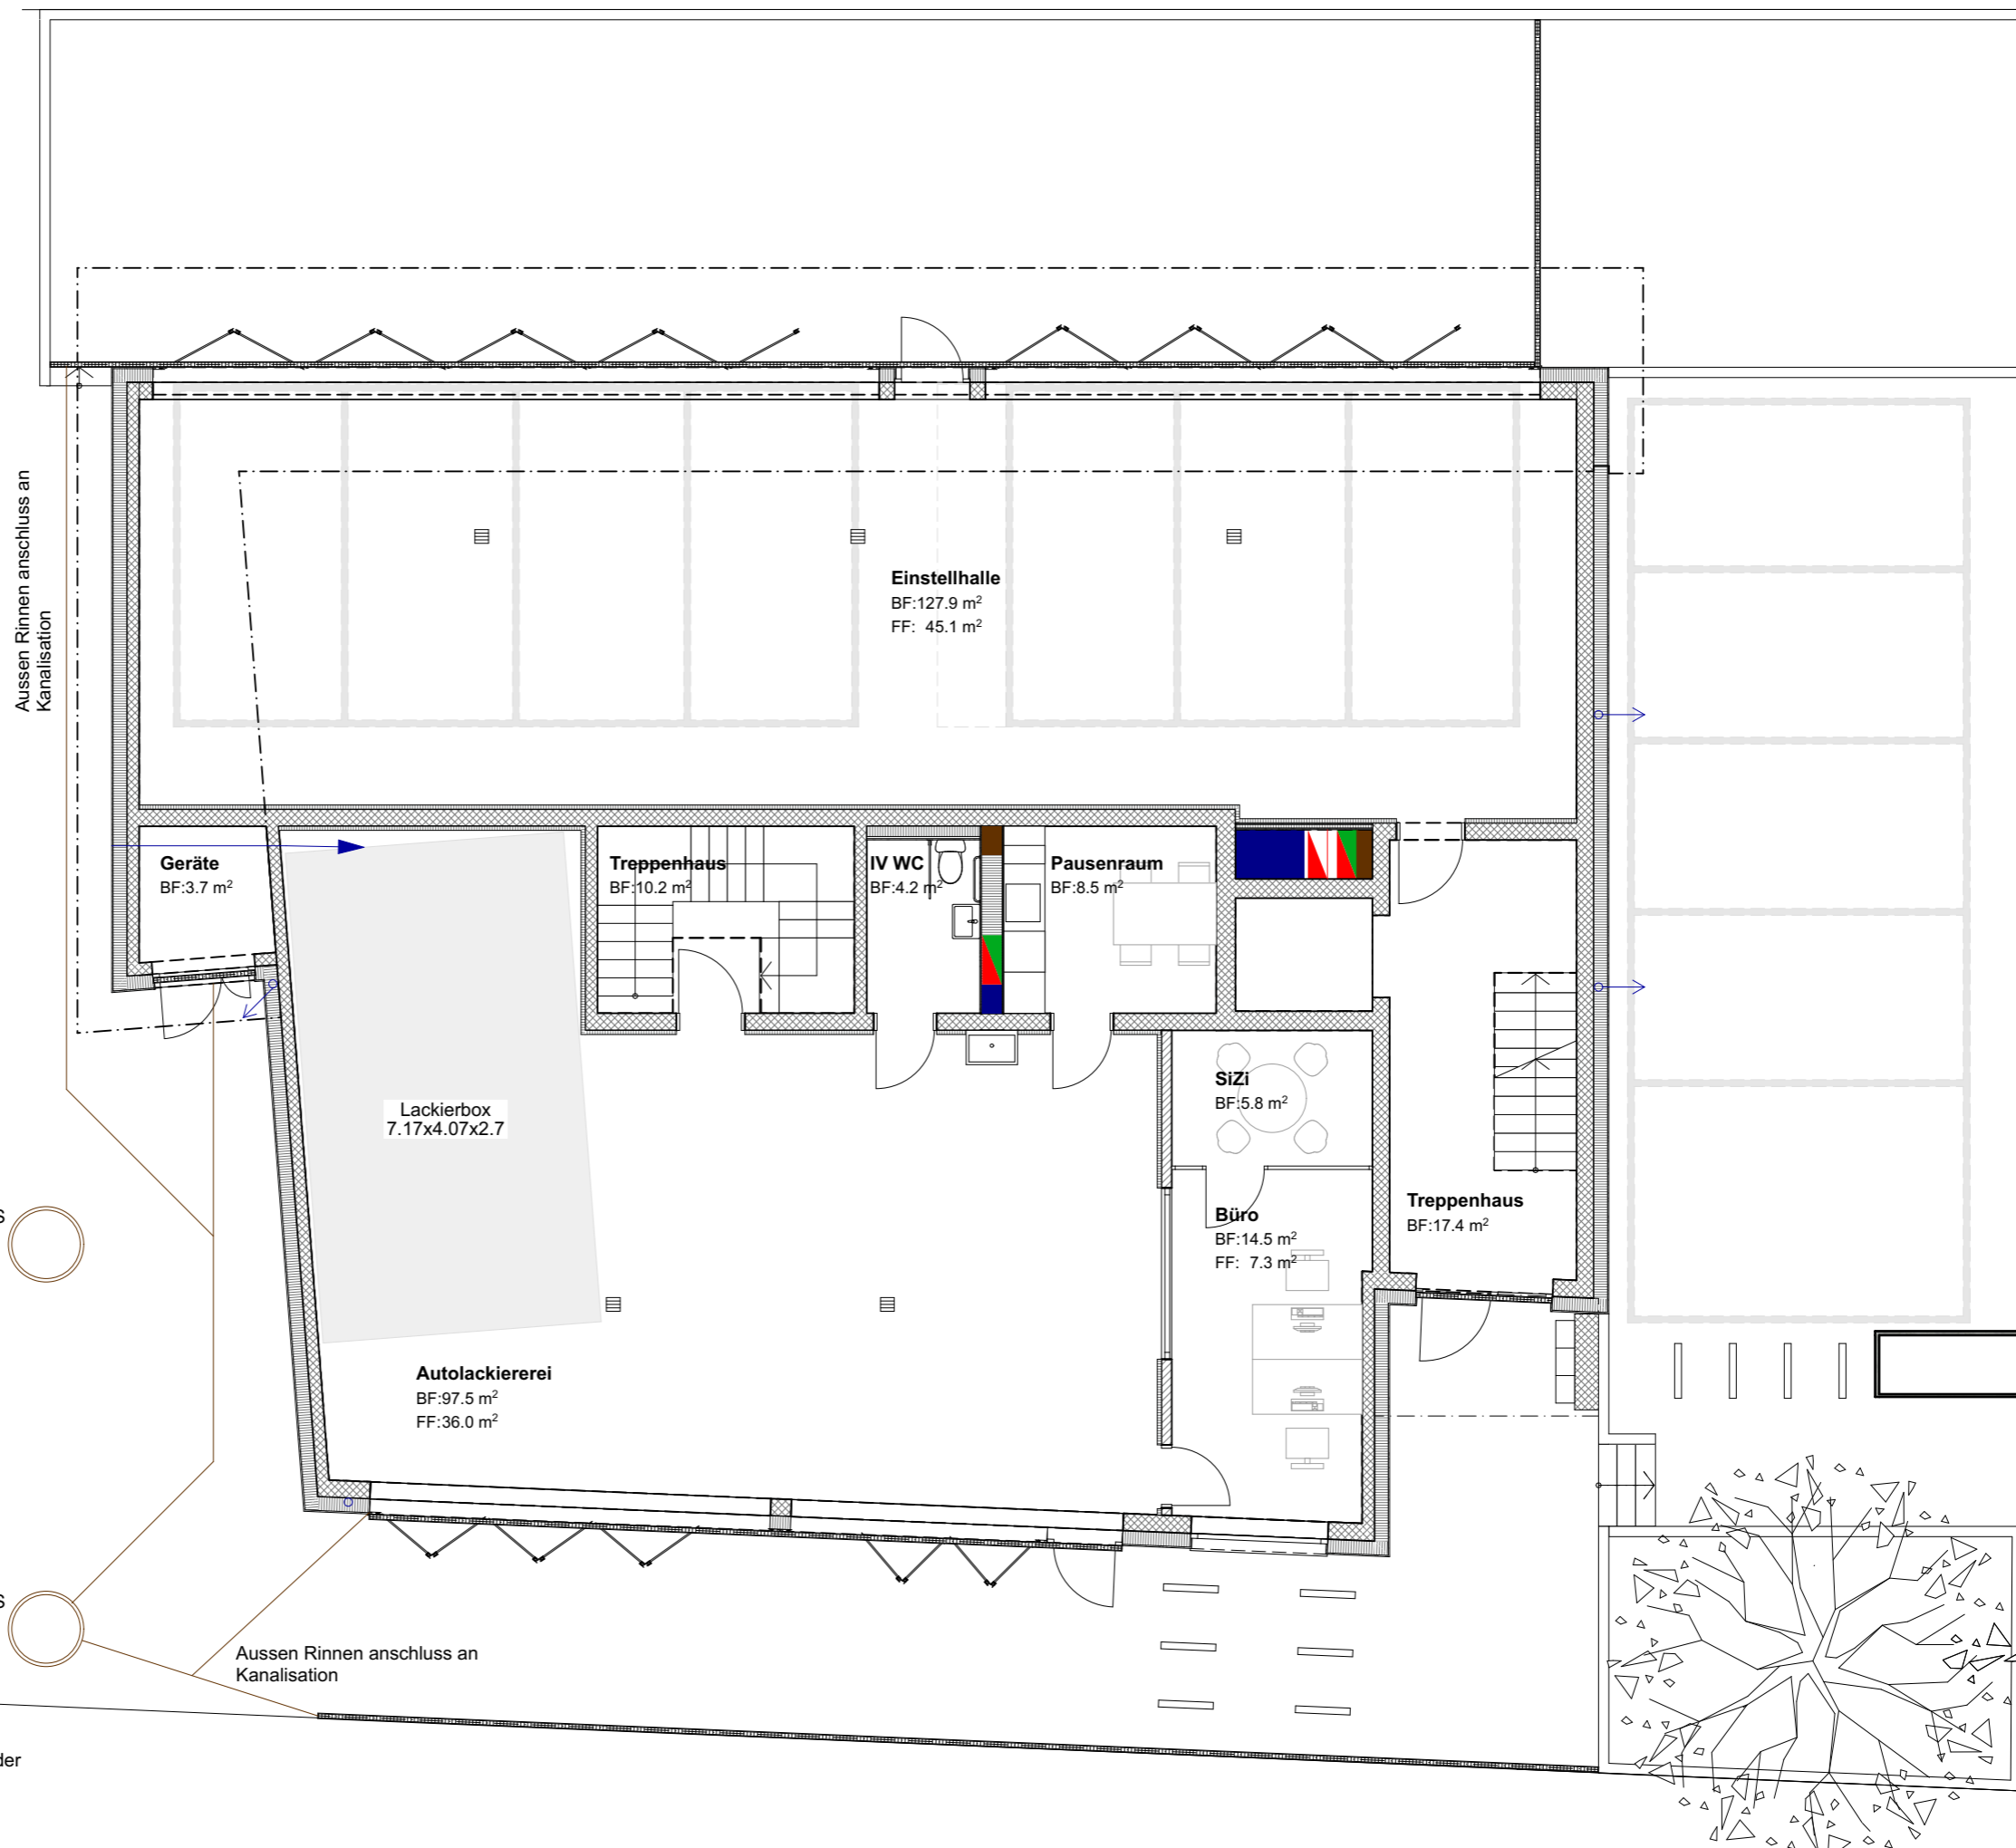 Aussen Rinnen anschluss an
Kanalisation
Einstellhalle
BF:127.9 m²
FF: 45.1 m²
Geräte
BF:3.7 m²
Treppenhaus
BF:10.2 m²
IV WC
BF:4.2 m²
Pausenraum
BF:8.5 m²
Lackierbox
7.17x4.07x2.7
SiZi
BF:5.8 m²
Büro
BF:14.5 m²
FF: 7.3 m²
Treppenhaus
BF:17.4 m²
S
Autolackiererei
BF:97.5 m²
FF:36.0 m²
S
Aussen Rinnen anschluss an
Kanalisation
der